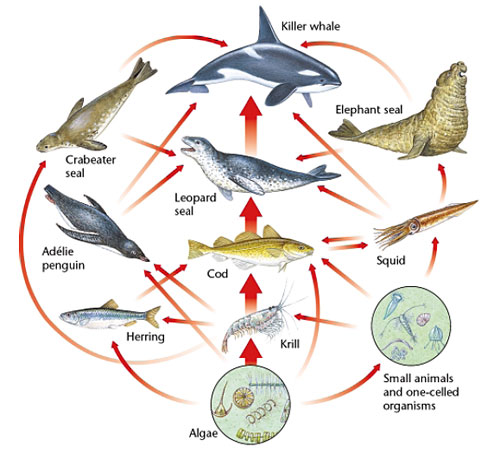 Killer whale
Elephant seal
Crabeater
seal
Leopard
seal
Adélie
penguin
Cod
Squid
Herring
Krill
Small animals
and one-celled
organisms
Algae